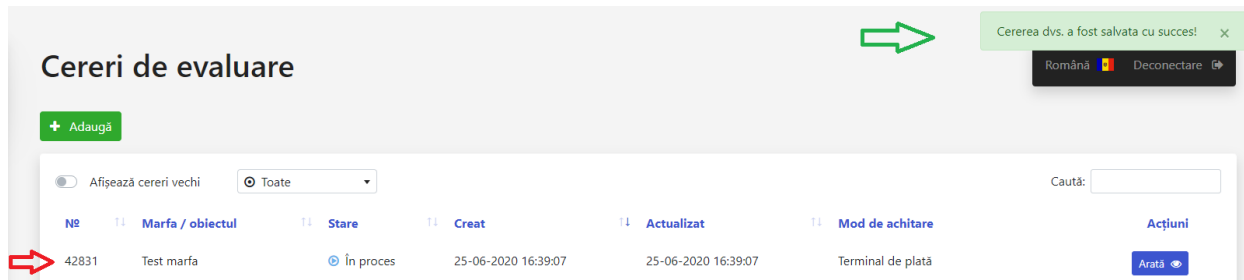 Cererea dvs. a fost salvata cu succes! ×
Cereri de evaluare
Română Deconectare
+ Adaugă
Afișează cereri vechi Toate Caută:
Nº Marfa / obiectul Stare Creat Actualizat Mod de achitare Acțiuni
42831 Test marfa În proces 25-06-2020 16:39:07 25-06-2020 16:39:07 Terminal de plată Arată